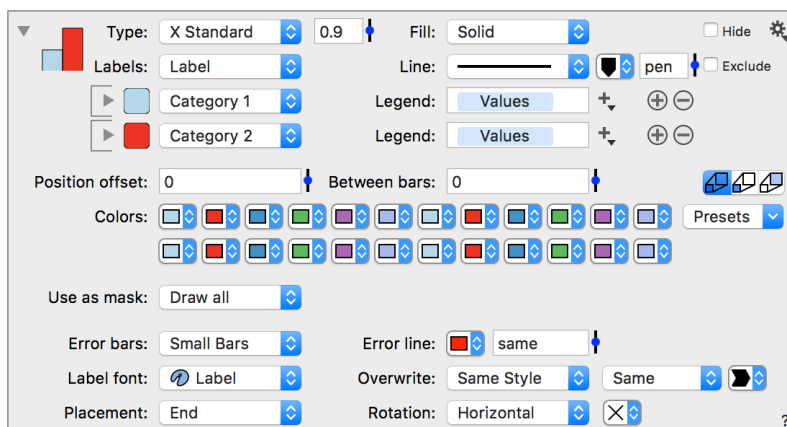 Type: X Standard 0.9 Fill: Solid Hide
Labels: Label Line: pen Exclude
Category 1 Legend: Values
Category 2 Legend: Values
Position offset: 0 Between bars: 0
Colors: Presets
Use as mask: Draw all
Error bars: Small Bars Error line: same
Label font: Label Overwrite: Same Style Same
Placement: End Rotation: Horizontal ?